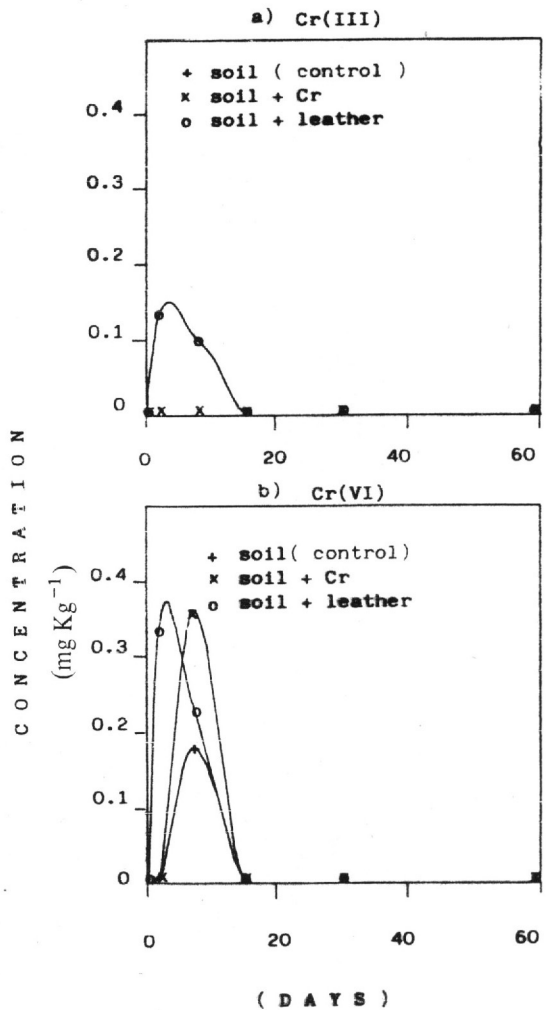 a) Cr(III)
+ soil ( control )
x soil + Cr
o soil + leather
0.4
0.3
0.2
0.1
0
0 20 40 60
b) Cr(VI)
+ soil( control)
x soil + Cr
o soil + leather
0.4
0.3
0.2
0.1
0
0 20 40 60
CONCENTRATION
(mg Kg⁻¹)
( DAYS )